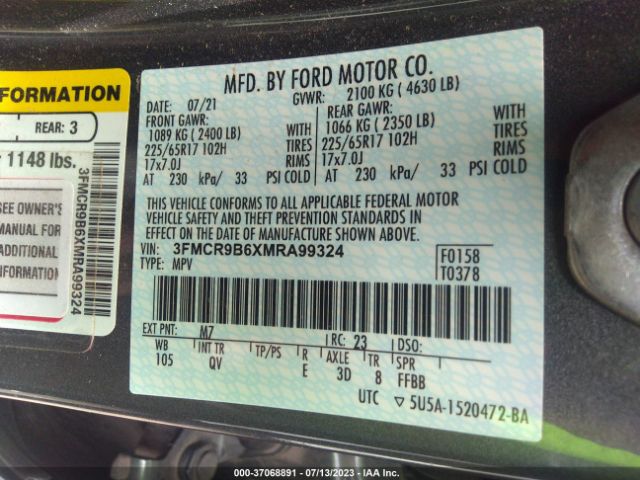 FORMATION
REAR: 3
1148 lbs.
SEE OWNER'S
ADDITIONAL
3FMCR9B6XMRA99324
MFD. BY FORD MOTOR CO.
DATE: 07/21 GVWR: 2100 KG ( 4630 LB)
FRONT GAWR: REAR GAWR:
1089 KG ( 2400 LB) WITH 1066 KG ( 2350 LB) WITH
225/65R17 102H TIRES 225/65R17 102H TIRES
17x7.0J RIMS 17x7.0J RIMS
AT 230 kPa/ 33 PSI COLD AT 230 kPa/ 33 PSI COLD
THIS VEHICLE CONFORMS TO ALL APPLICABLE FEDERAL MOTOR
VEHICLE SAFETY AND THEFT PREVENTION STANDARDS IN
EFFECT ON THE DATE OF MANUFACTURE SHOWN ABOVE.
VIN: 3FMCR9B6XMRA99324 F0158
TYPE: MPV T0378
EXT PNT: M7 RC: 23 DSO:
WB INT TR TP/PS R AXLE TR SPR
105 QV E 3D 8 FFBB
UTC 5U5A-1520472-BA
000-37068891 / 07/13/2023 - IAA Inc.